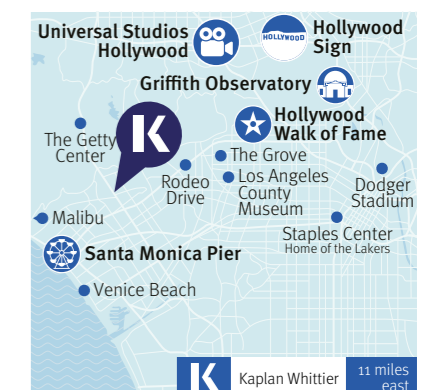 Universal Studios
Hollywood
HOLLYWOOD
Hollywood
Sign
Griffith Observatory
Hollywood
Walk of Fame
The Getty
Center
K
The Grove
Rodeo
Drive
Los Angeles
County
Museum
Dodger
Stadium
Malibu
Staples Center
Home of the Lakers
Santa Monica Pier
Venice Beach
K
Kaplan Whittier
11 miles
east